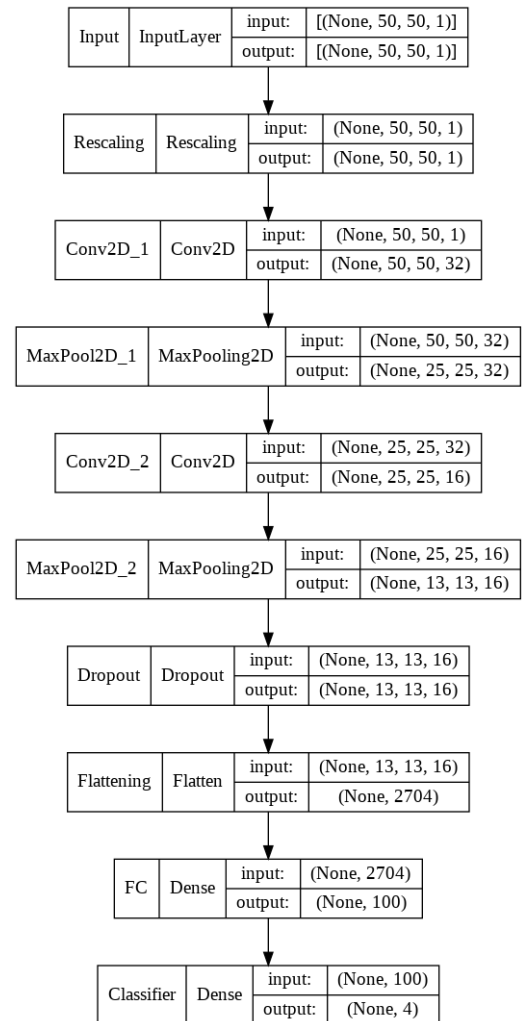 Input InputLayer input: [(None, 50, 50, 1)]
output: [(None, 50, 50, 1)]
Rescaling Rescaling input: (None, 50, 50, 1)
output: (None, 50, 50, 1)
Conv2D_1 Conv2D input: (None, 50, 50, 1)
output: (None, 50, 50, 32)
MaxPool2D_1 MaxPooling2D input: (None, 50, 50, 32)
output: (None, 25, 25, 32)
Conv2D_2 Conv2D input: (None, 25, 25, 32)
output: (None, 25, 25, 16)
MaxPool2D_2 MaxPooling2D input: (None, 25, 25, 16)
output: (None, 13, 13, 16)
Dropout Dropout input: (None, 13, 13, 16)
output: (None, 13, 13, 16)
Flattening Flatten input: (None, 13, 13, 16)
output: (None, 2704)
FC Dense input: (None, 2704)
output: (None, 100)
Classifier Dense input: (None, 100)
output: (None, 4)